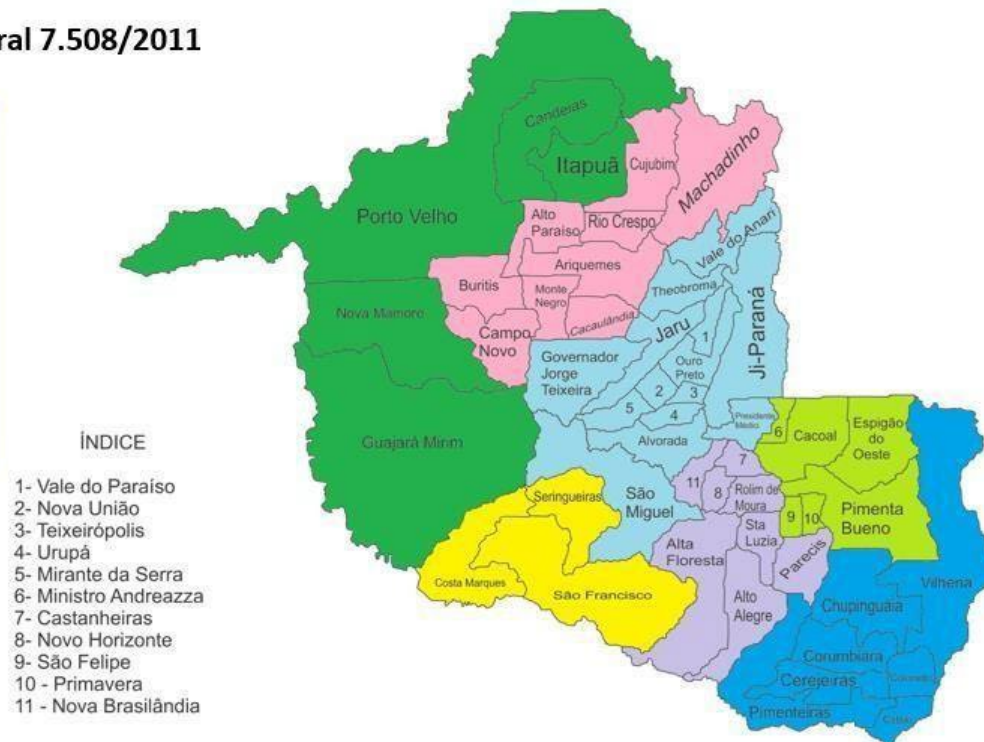 ral 7.508/2011
Candeias
Itapuã
Cujubim
Machadinho
Porto Velho
Alto
Paraíso
Rio Crespo
Vale do Anari
Ariquemes
Buritis
Monte
Negro
Theobroma
Nova Mamoré
Cacaulândia
Campo
Novo
Jaru
1
Ji-Paraná
Governador
Jorge
Teixeira
Ouro
Preto
2
3
5
4
Presidente
Médici
6
Cacoal
Espigão
do
Oeste
Guajará Mirim
Alvorada
7
11
8
Rolim de
Moura
Seringueiras
São
Miguel
9
10
Pimenta
Bueno
Sta
Luzia
Alta
Floresta
Parecis
Costa Marques
São Francisco
Alto
Alegre
Vilhena
Chupinguaia
Corumbiara
Cerejeiras
Pimenteiras
ÍNDICE
1- Vale do Paraíso
2- Nova União
3- Teixeirópolis
4- Urupá
5- Mirante da Serra
6- Ministro Andreazza
7- Castanheiras
8- Novo Horizonte
9- São Felipe
10 - Primavera
11 - Nova Brasilândia